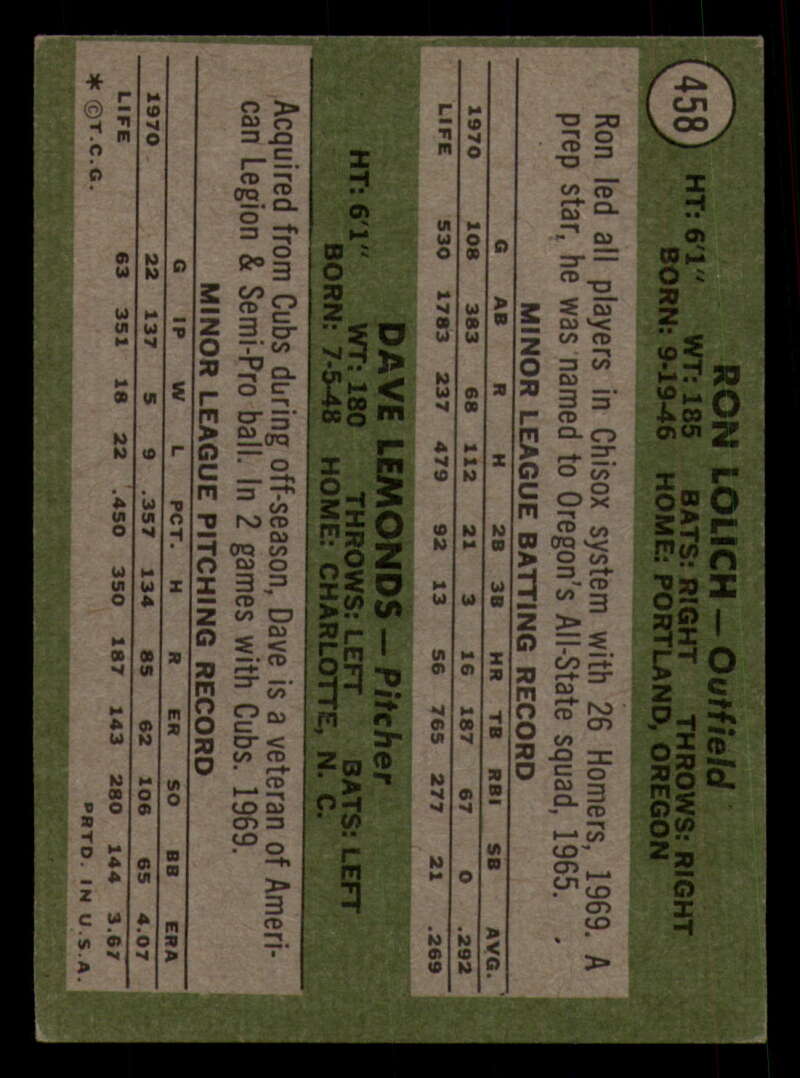 458
RON LOLICH — Outfield
HT: 6'1" WT: 185 BATS: RIGHT THROWS: RIGHT
BORN: 9-19-46 HOME: PORTLAND, OREGON
Ron led all players in Chisox system with 26 Homers, 1969. A
prep star, he was named to Oregon's All-State squad, 1965.
MINOR LEAGUE BATTING RECORD
G AB R H 2B 3B HR TB RBI SB AVG.
1970 108 383 68 112 21 3 16 187 67 0 .292
LIFE 530 1783 237 479 92 13 56 765 277 21 .269
DAVE LEMONDS — Pitcher
HT: 6'1" WT: 180 THROWS: LEFT BATS: LEFT
BORN: 7-5-48 HOME: CHARLOTTE, N. C.
Acquired from Cubs during off-season, Dave is a veteran of Ameri-
can Legion & Semi-Pro ball. In 2 games with Cubs. 1969.
MINOR LEAGUE PITCHING RECORD
G IP W L PCT. H R ER SO BB ERA
1970 22 137 5 9 .357 134 85 62 106 65 4.07
LIFE 63 351 18 22 .450 350 187 143 280 144 3.67
* ©T.C.G. PRTD. IN U.S.A.